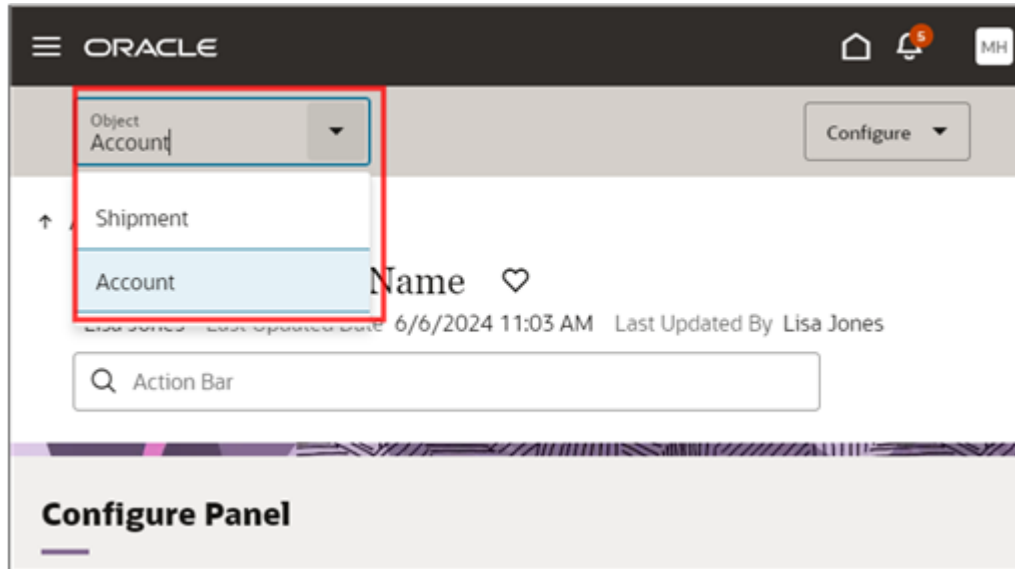 ORACLE
5
MH
Object
Account
Configure
Shipment
Account
Name
6/6/2024 11:03 AM Last Updated By Lisa Jones
Action Bar
Configure Panel